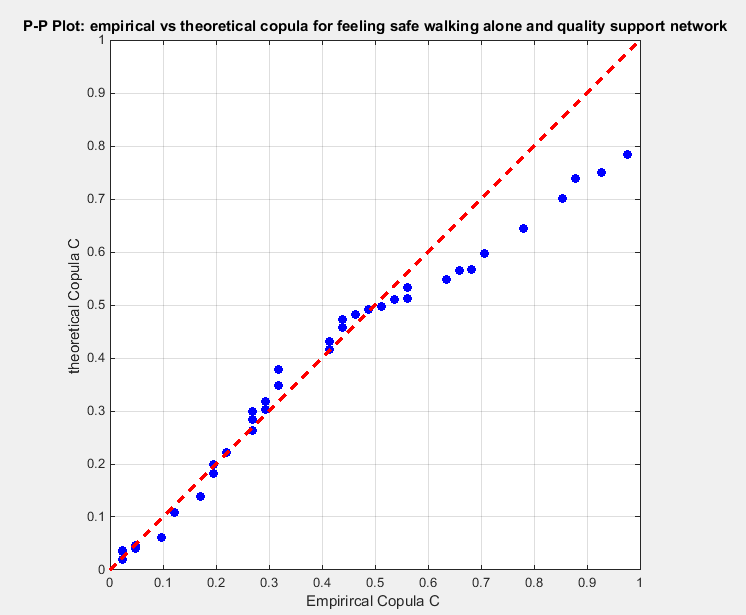 P-P Plot: empirical vs theoretical copula for feeling safe walking alone and quality support network
1
0.9
0.8
0.7
0.6
0.5
0.4
0.3
0.2
0.1
0
theoretical Copula C
0 0.1 0.2 0.3 0.4 0.5 0.6 0.7 0.8 0.9 1
Empirircal Copula C